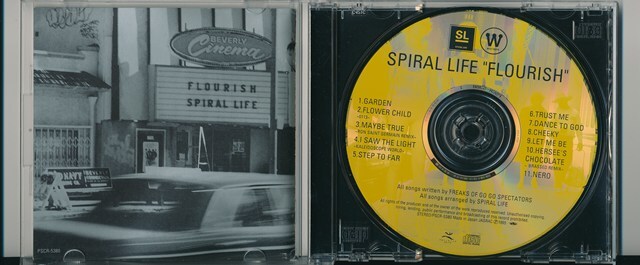 BEVERLY
Cinema
FLOURISH
SPIRAL LIFE
NAVY
SL
W
SPIRAL LIFE "FLOURISH"
1.GARDEN
2.FLOWER CHILD
3.MAYBE TRUE
4.I SAW THE LIGHT
~KALEIDOSCOPE WORLD~
5.STEP TO FAR
6.TRUST ME
7.DANCE TO GOD
8.CHEEKY
9.LET ME BE
10.HERSEE'S
CHOCOLATE
11.NERO
All songs written by FREAKS OF GO GO SPECTATORS
All songs arranged by SPIRAL LIFE